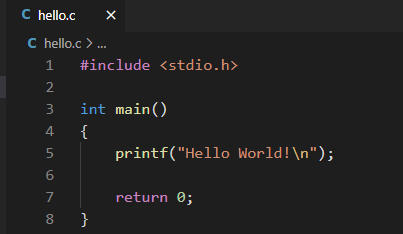 C hello.c ×
C hello.c > ...
1 #include <stdio.h>
2
3 int main()
4 {
5     printf("Hello World!\n");
6
7     return 0;
8 }